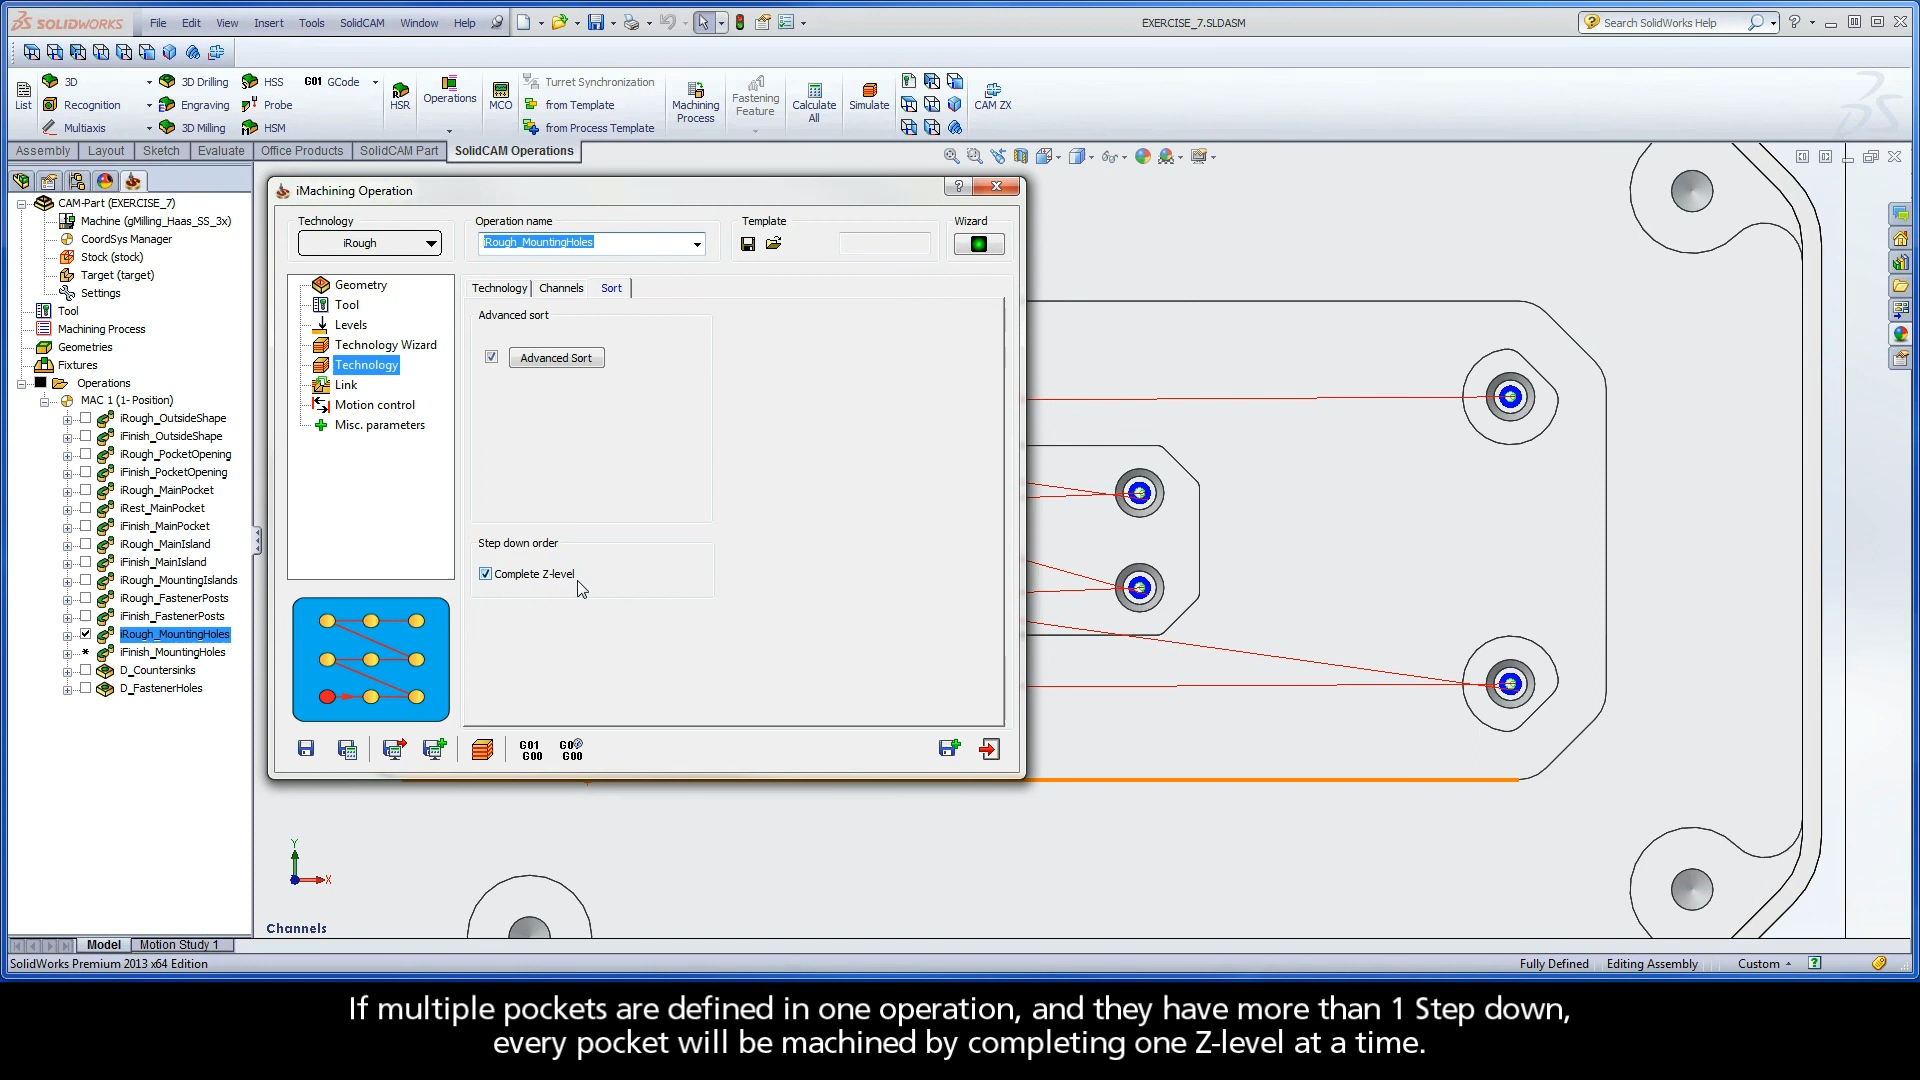 SOLIDWORKS File Edit View Insert Tools SolidCAM Window Help EXERCISE_7.SLDASM Search SolidWorks Help
3D 3D Drilling HSS G01 GCode Turret Synchronization
List Recognition Engraving Probe HSR Operations MCO from Template Machining Process Fastening Feature Calculate All Simulate CAM ZX
Multiaxis 3D Milling HSM from Process Template
Assembly Layout Sketch Evaluate Office Products SolidCAM Part SolidCAM Operations
CAM-Part (EXERCISE_7)
Machine (gMilling_Haas_SS_3x)
CoordSys Manager
Stock (stock)
Target (target)
Settings
Tool
Machining Process
Geometries
Fixtures
Operations
MAC 1 (1- Position)
iRough_OutsideShape
iFinish_OutsideShape
iRough_PocketOpening
iFinish_PocketOpening
iRough_MainPocket
iRest_MainPocket
iFinish_MainPocket
iRough_MainIsland
iFinish_MainIsland
iRough_MountingIslands
iRough_FastenerPosts
iFinish_FastenerPosts
iRough_MountingHoles
iFinish_MountingHoles
D_Countersinks
D_FastenerHoles
iMachining Operation
Technology Operation name Template Wizard
iRough iRough_MountingHoles
Geometry
Tool
Levels
Technology Wizard
Technology
Link
Motion control
Misc. parameters
Technology Channels Sort
Advanced sort
Advanced Sort
Step down order
Complete Z-level
G01 G00
G00
Y
X
Channels
Model Motion Study 1
SolidWorks Premium 2013 x64 Edition Fully Defined Editing Assembly Custom
If multiple pockets are defined in one operation, and they have more than 1 Step down,
every pocket will be machined by completing one Z-level at a time.